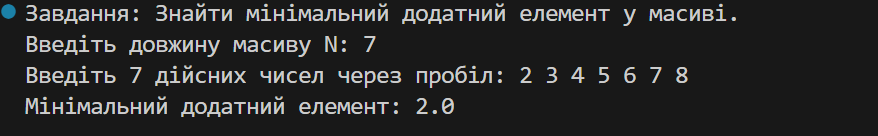 Завдання: Знайти мінімальний додатний елемент у масиві.
Введіть довжину масиву N: 7
Введіть 7 дійсних чисел через пробіл: 2 3 4 5 6 7 8
Мінімальний додатний елемент: 2.0